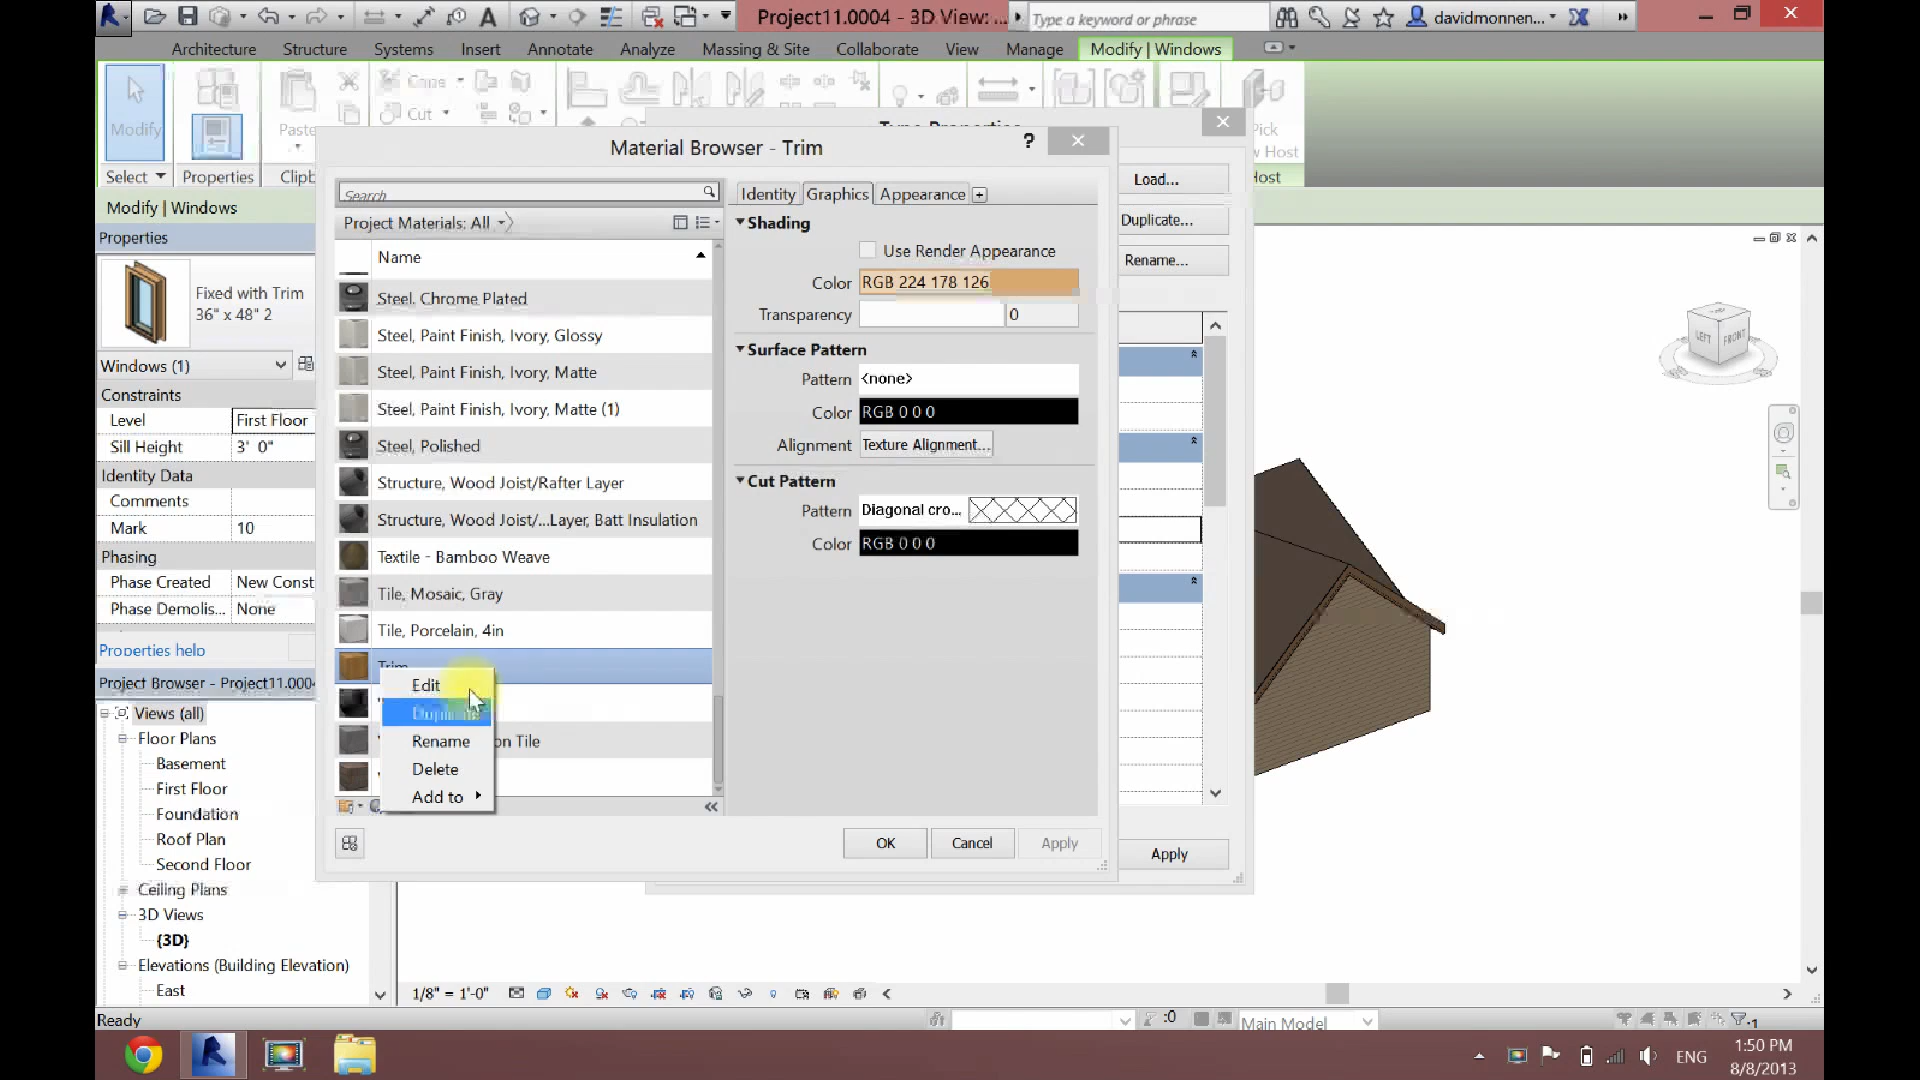 Project11.0004 - 3D View: ...
Type a keyword or phrase
davidmonnen...
Architecture Structure Systems Insert Annotate Analyze Massing & Site Collaborate View Manage Modify | Windows
Modify
Cope
Cut
Paste
Pick
Host
Select Properties Clipb
Host
Modify | Windows
Properties
Fixed with Trim
36" x 48" 2
Windows (1)
Constraints
Level First Floor
Sill Height 3' 0"
Identity Data
Comments
Mark 10
Phasing
Phase Created New Const
Phase Demolis... None
Properties help
Project Browser - Project11.0004
Views (all)
Floor Plans
Basement
First Floor
Foundation
Roof Plan
Second Floor
Ceiling Plans
3D Views
{3D}
Elevations (Building Elevation)
East
Material Browser - Trim
?
Search
Project Materials: All
Name
Steel, Chrome Plated
Steel, Paint Finish, Ivory, Glossy
Steel, Paint Finish, Ivory, Matte
Steel, Paint Finish, Ivory, Matte (1)
Steel, Polished
Structure, Wood Joist/Rafter Layer
Structure, Wood Joist/...Layer, Batt Insulation
Textile - Bamboo Weave
Tile, Mosaic, Gray
Tile, Porcelain, 4in
Trim
on Tile
Edit
Duplicate
Rename
Delete
Add to
Identity Graphics Appearance
Shading
Use Render Appearance
Color RGB 224 178 126
Transparency 0
Surface Pattern
Pattern <none>
Color RGB 0 0 0
Alignment Texture Alignment...
Cut Pattern
Pattern Diagonal cro...
Color RGB 0 0 0
OK Cancel Apply
Type Properties
Load...
Duplicate...
Rename...
Apply
LEFT FRONT
1/8" = 1'-0"
Ready
:0
Main Model
ENG
1:50 PM
8/8/2013